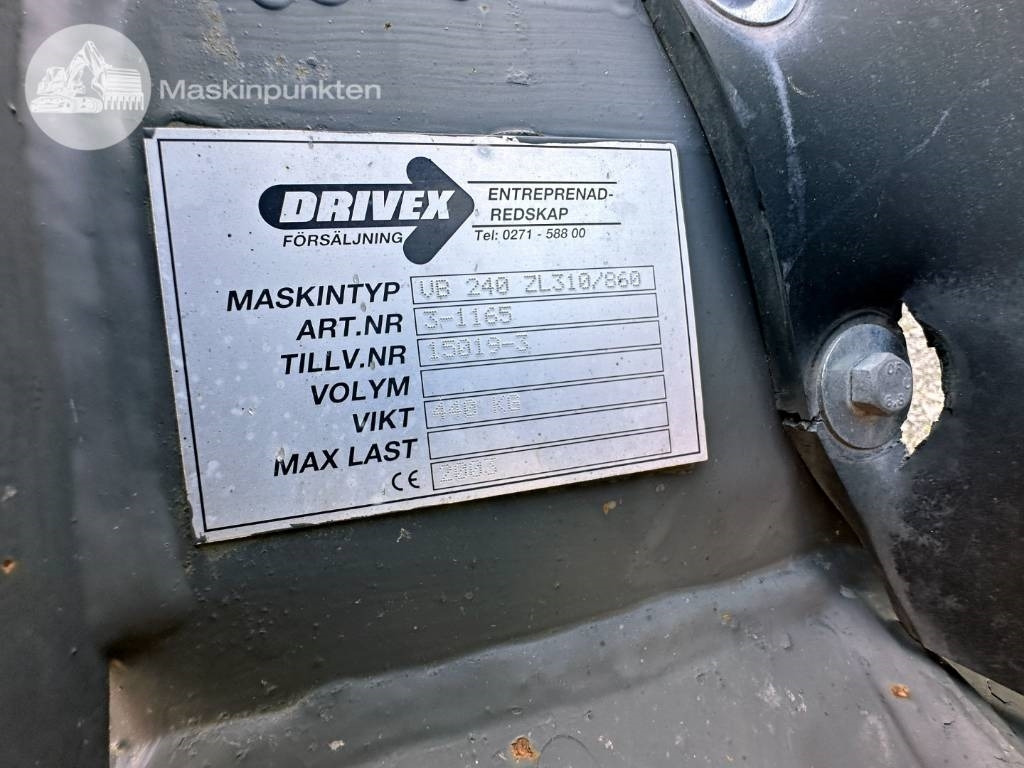 Maskinpunkten
DRIVEX
FÖRSÄLJNING
ENTREPRENAD-
REDSKAP
Tel: 0271 - 588 00
MASKINTYP VB 240 ZL310/860
ART.NR 3-1165
TILLV.NR 15019-3
VOLYM
VIKT 440 KG
MAX LAST
CE 2003